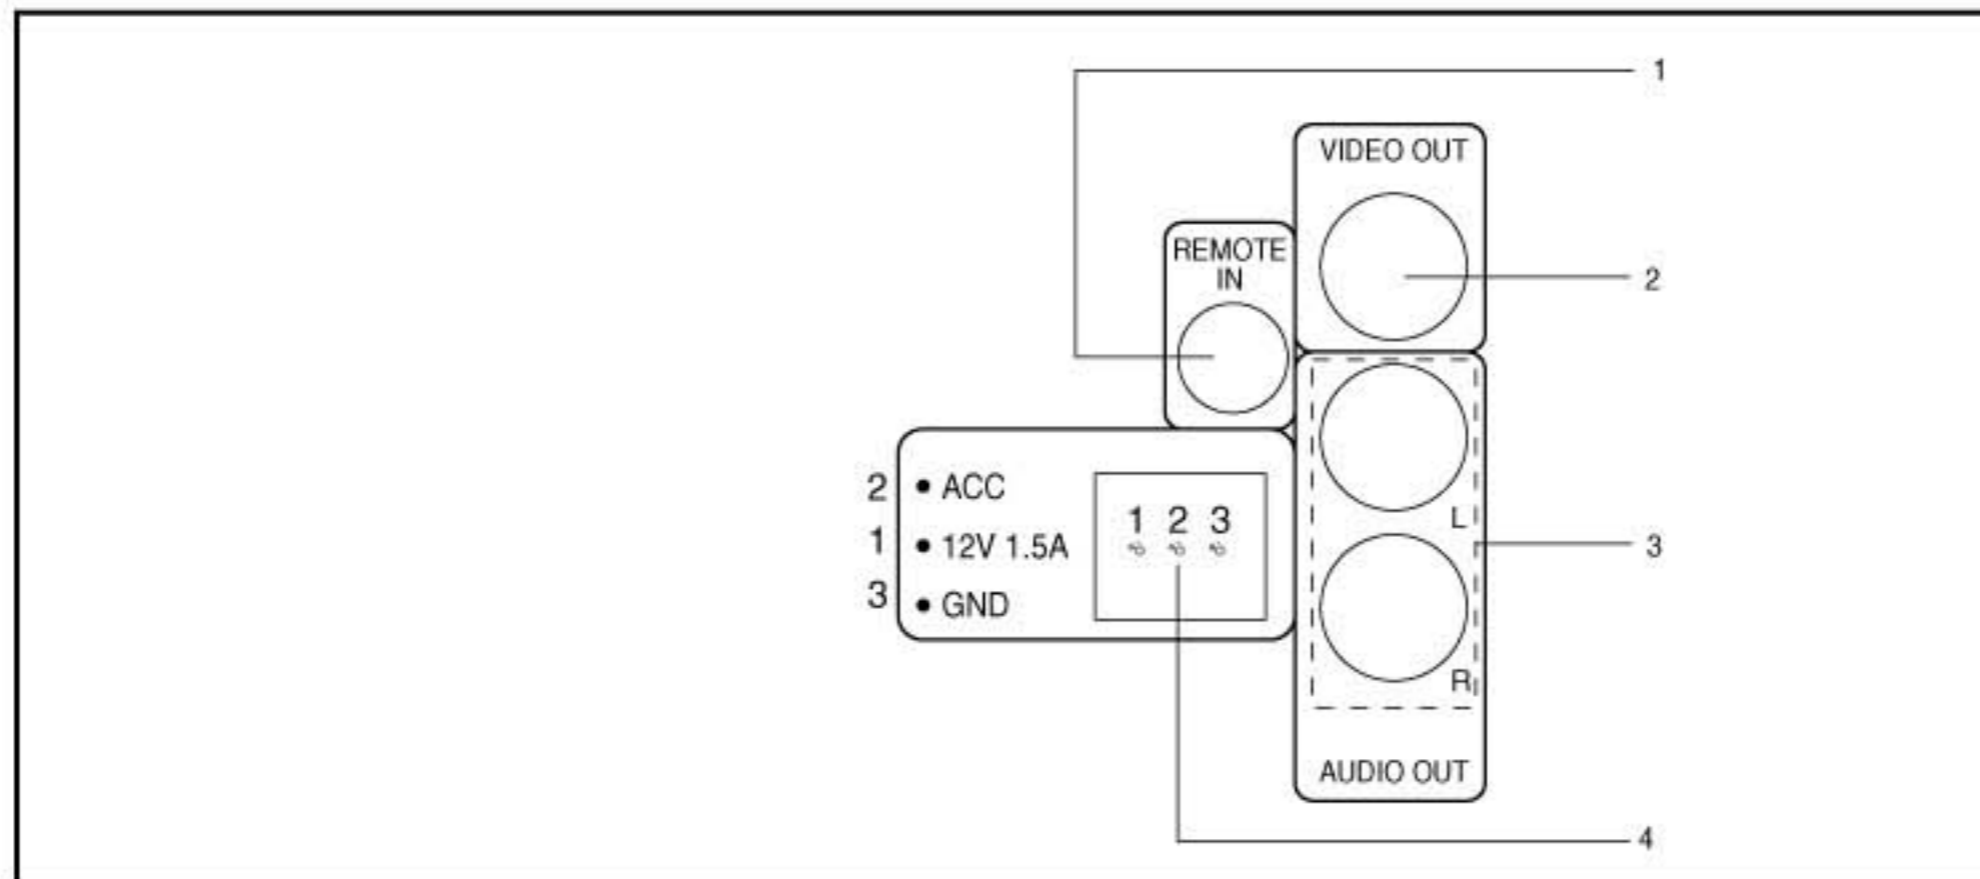 1
VIDEO OUT
REMOTE
IN
2
2 • ACC
1 • 12V 1.5A
3 • GND
1 2 3
L
3
R
AUDIO OUT
4